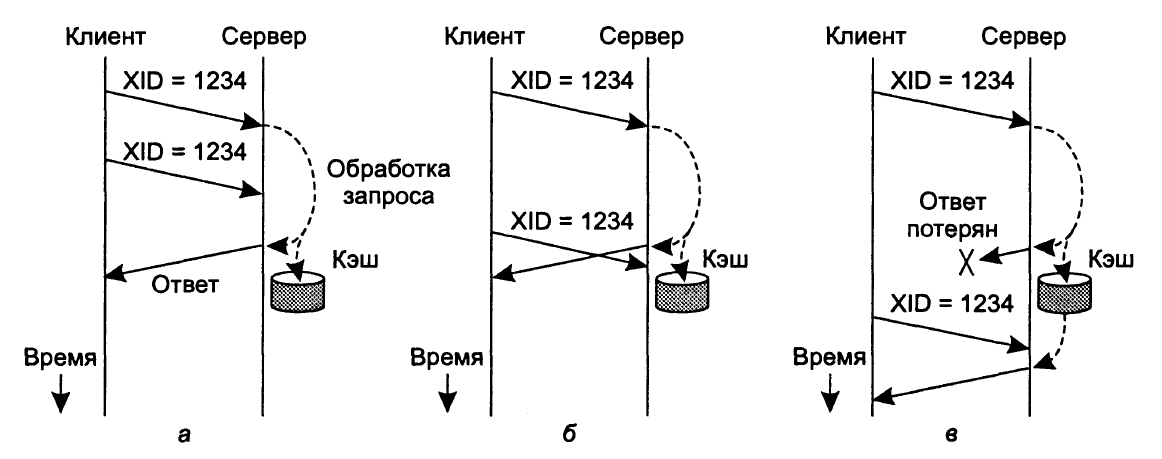 Клиент Сервер
XID = 1234
XID = 1234
Обработка
запроса
Кэш
Ответ
Время
а
Клиент Сервер
XID = 1234
XID = 1234
Кэш
б
Клиент Сервер
XID = 1234
Ответ
потерян
X
Кэш
XID = 1234
Время
в